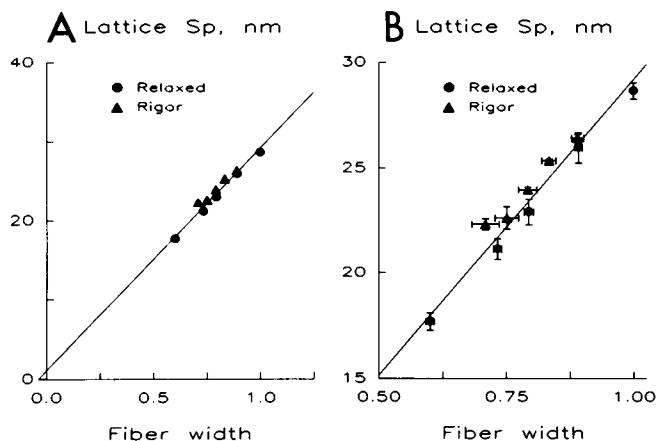 A Lattice Sp, nm
40
20
0
0.0 0.5 1.0
Fiber width
● Relaxed
▲ Rigor
B Lattice Sp, nm
30
25
20
15
0.50 0.75 1.00
Fiber width
● Relaxed
▲ Rigor